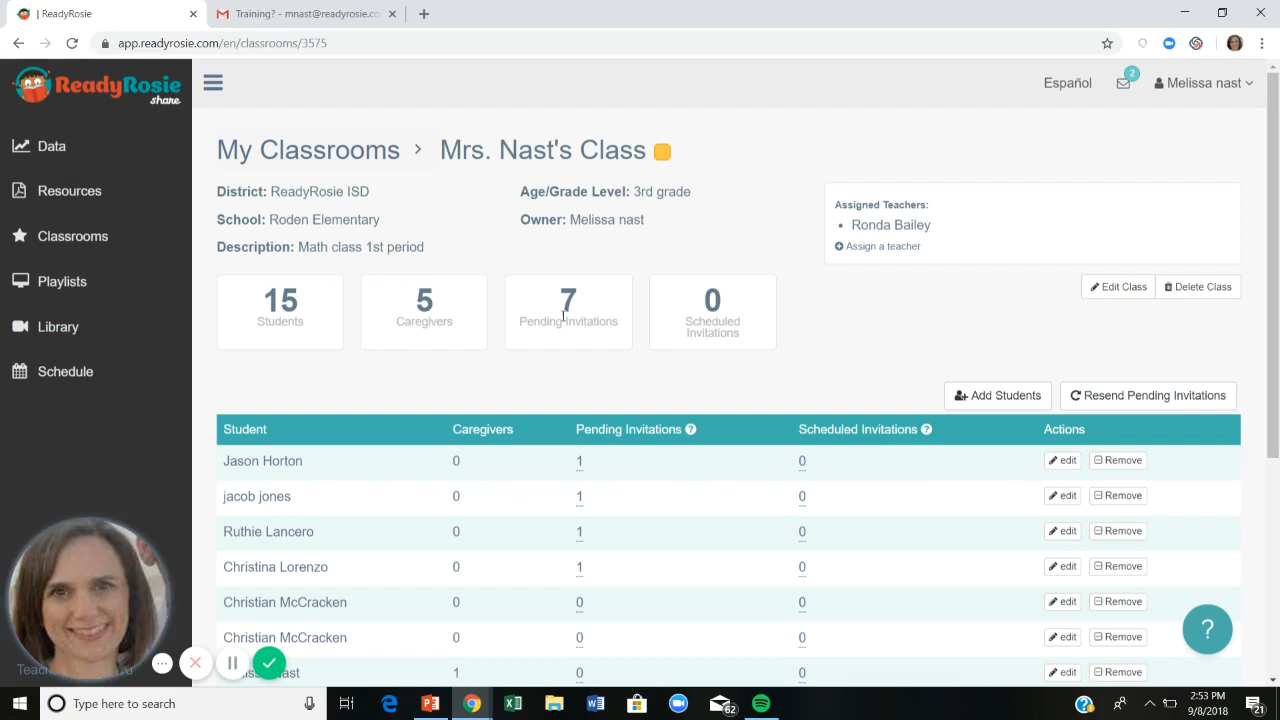 | ReadyRosie
Training? - mnast@readyrosie.co
app.readyrosie.com/en/classrooms/3575
ReadyRosie
share
Español
2
Melissa nast
Data
Resources
Classrooms
Playlists
Library
Schedule
My Classrooms > Mrs. Nast's Class
District: ReadyRosie ISD
Age/Grade Level: 3rd grade
School: Roden Elementary
Owner: Melissa nast
Description: Math class 1st period
Assigned Teachers:
• Ronda Bailey
Assign a teacher
15
Students
5
Caregivers
7
Pending Invitations
0
Scheduled
Invitations
Edit Class
Delete Class
Add Students
Resend Pending Invitations
Student Caregivers Pending Invitations ? Scheduled Invitations ? Actions
Jason Horton 0 1 0 edit Remove
jacob jones 0 1 0 edit Remove
Ruthie Lancero 0 1 0 edit Remove
Christina Lorenzo 0 1 0 edit Remove
Christian McCracken 0 0 0 edit Remove
Christian McCracken 0 0 0 edit Remove
1 0 0 edit Remove
?
Type here to search
62
2:53 PM
9/8/2018
21